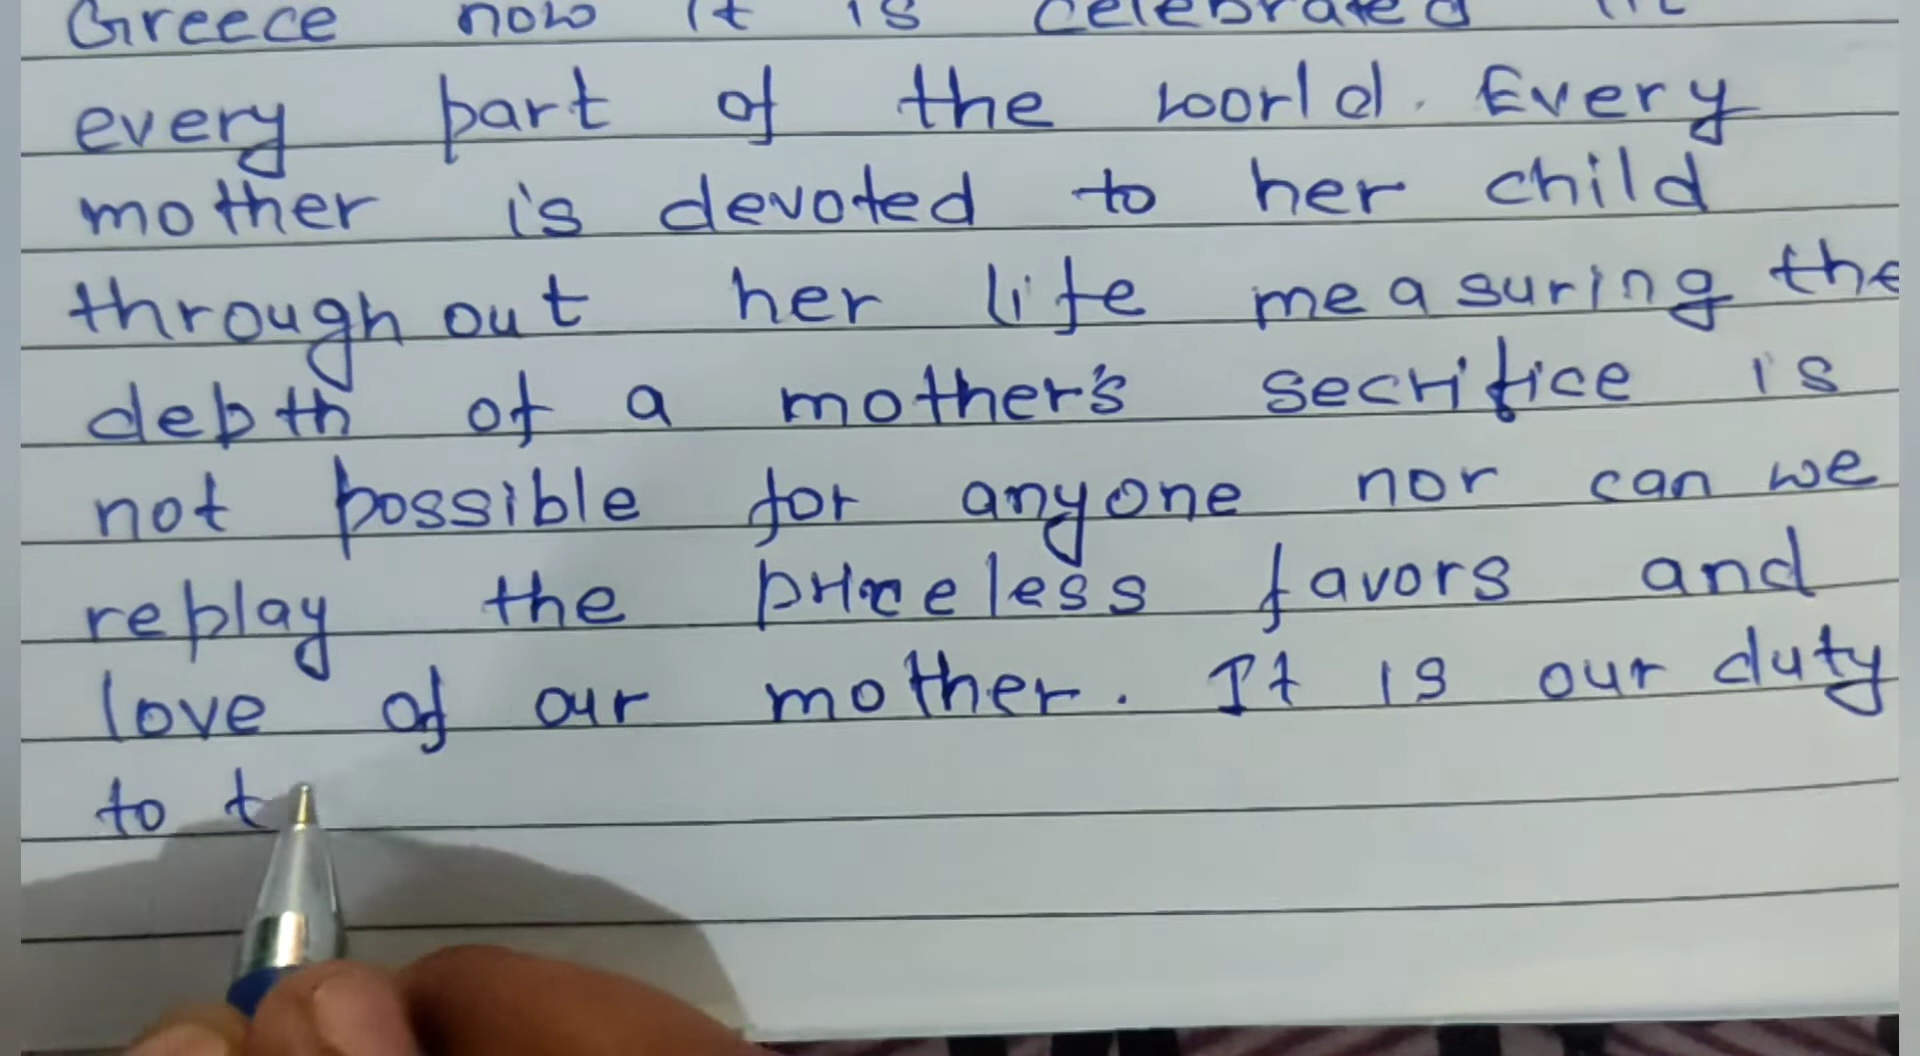 Greece now it is celebrated in
every part of the world. Every
mother is devoted to her child
through out her life measuring the
depth of a mother's secrifice is
not possible for anyone nor can we
replay the priceless favors and
love of our mother. It is our duty
to t